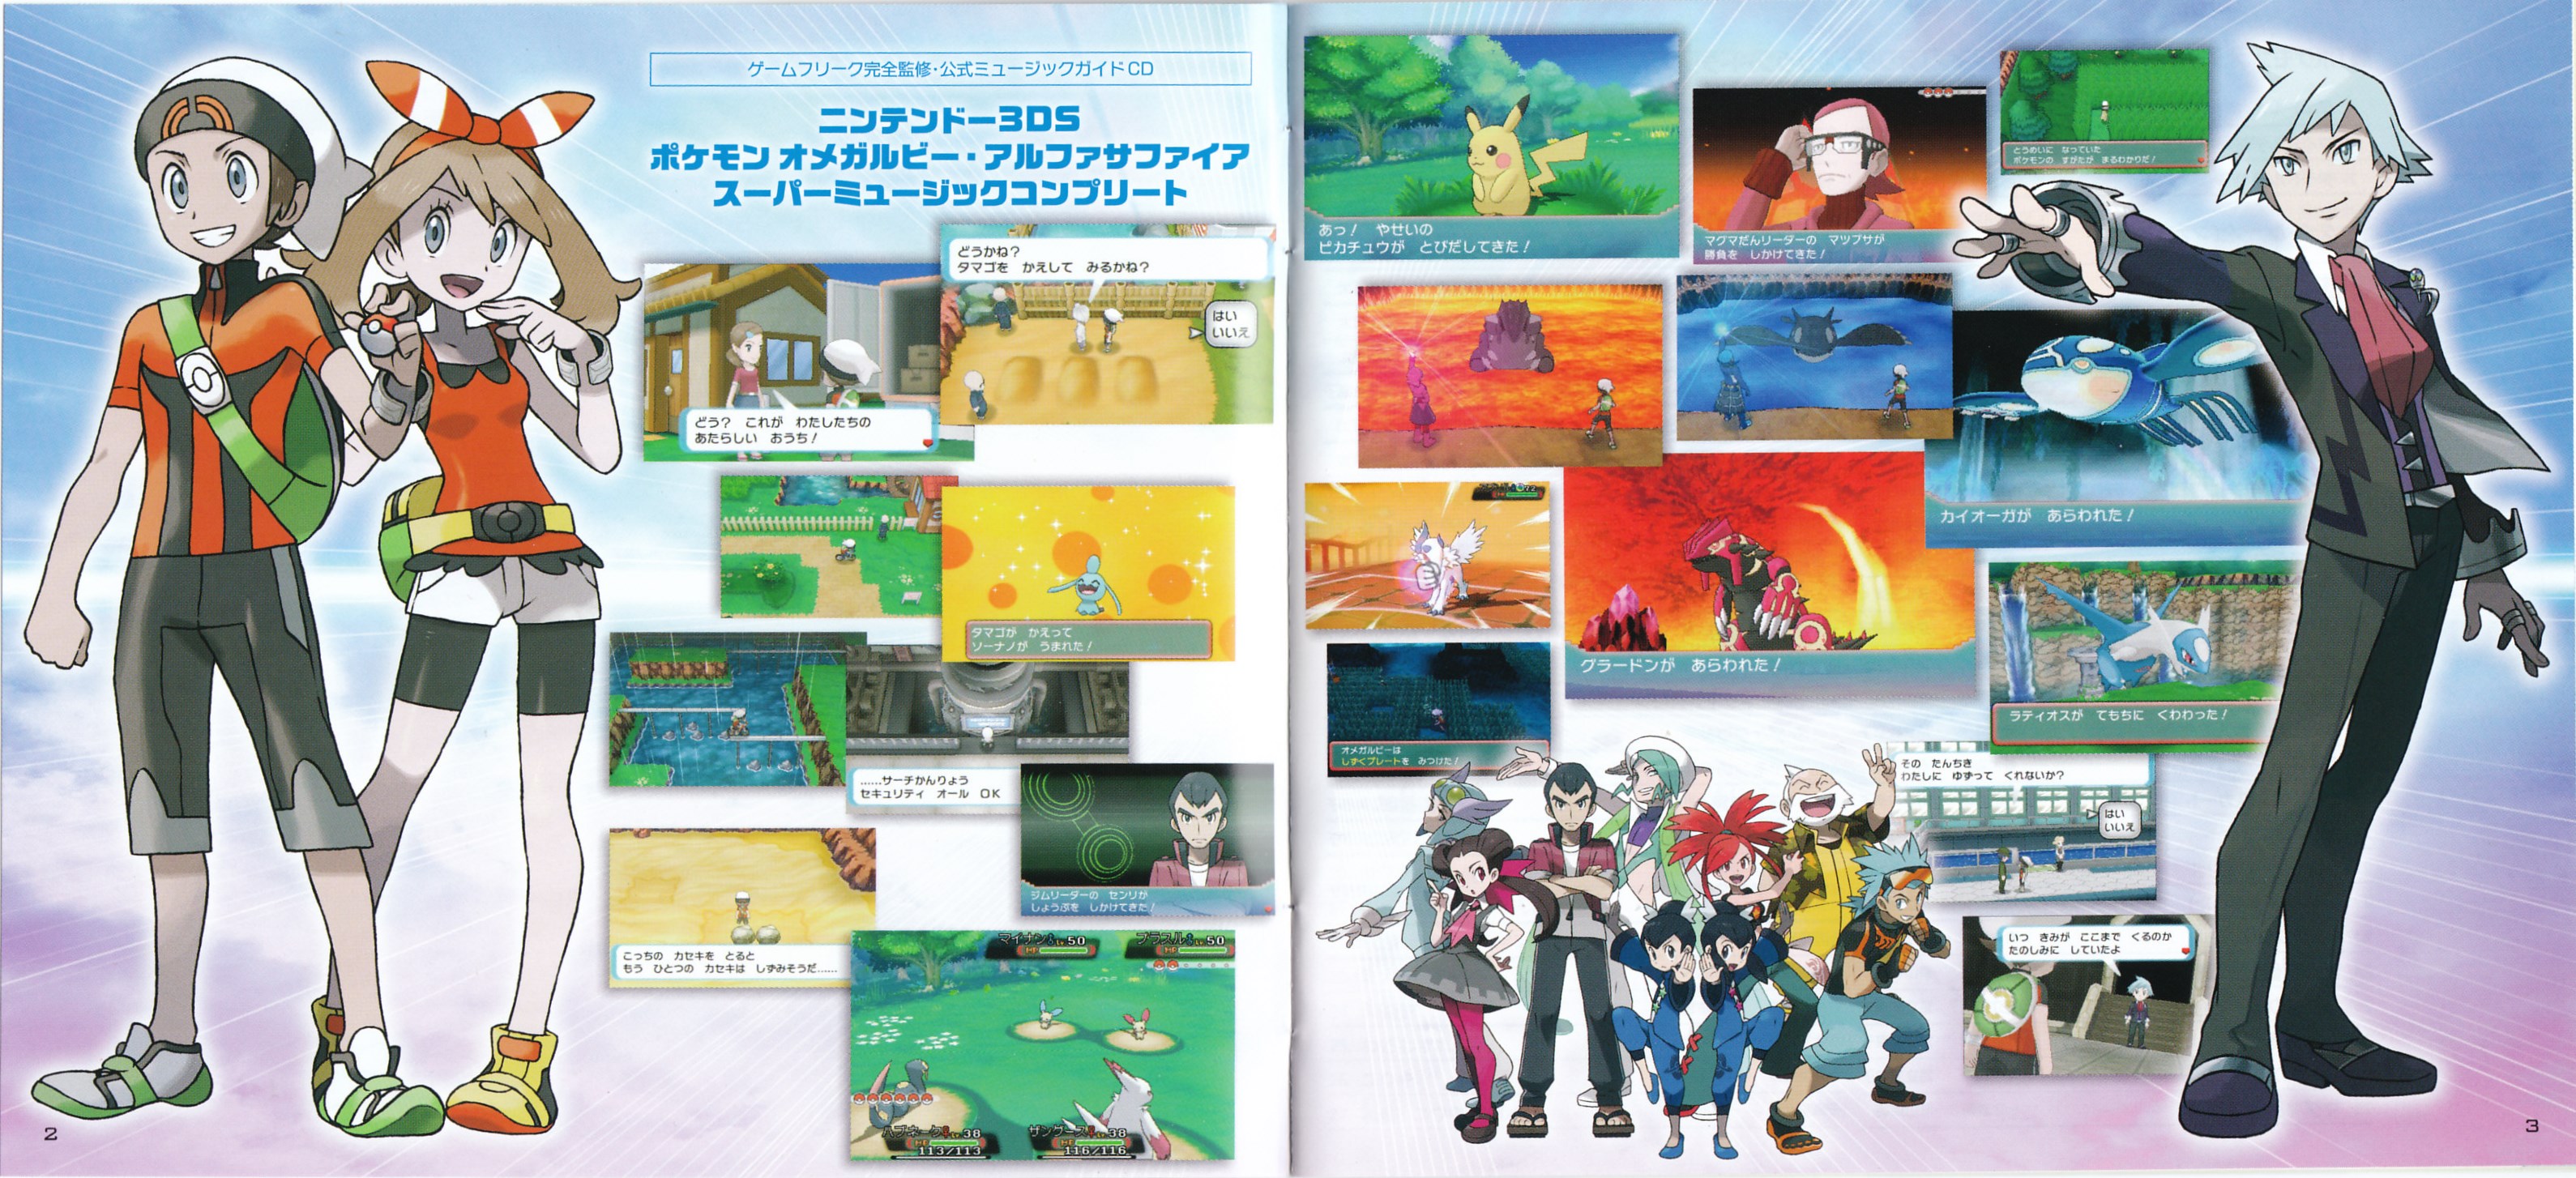 ゲームフリーク完全監修・公式ミュージックガイドCD
ニンテンドー3DS
ポケモン オメガルビー・アルファサファイア
スーパーミュージックコンプリート
どうかね?
タマゴを かえして みるかね?
はい
いいえ
どう? これが わたしたちの
あたらしい おうち!
タマゴが かえって
ソーナノが うまれた!
……サーチかんりょう
セキュリティ オール OK
ジムリーダーの センリが
しょうぶを しかけてきた!
こっちの カセキを とると
もう ひとつの カセキは しずみそうだ……
マイナン♂ Lv.50
プラスル Lv.50
ハブネーク Lv.38
113/113
ザングース Lv.38
116/116
2
あっ! やせいの
ピカチュウが とびだしてきた!
マグマだんリーダーの マツブサが
勝負を しかけてきた!
とうめいに なっていた
ポケモンの すがたが まるわかりだ!
カイオーガが あらわれた!
グラードンが あらわれた!
ラティオスが てもちに くわわった!
オメガルビーは
しずくプレートを みつけた!
その たんちき
わたしに ゆずって くれないか?
はい
いいえ
いつ きみが ここまで くるのか
たのしみに していたよ
3